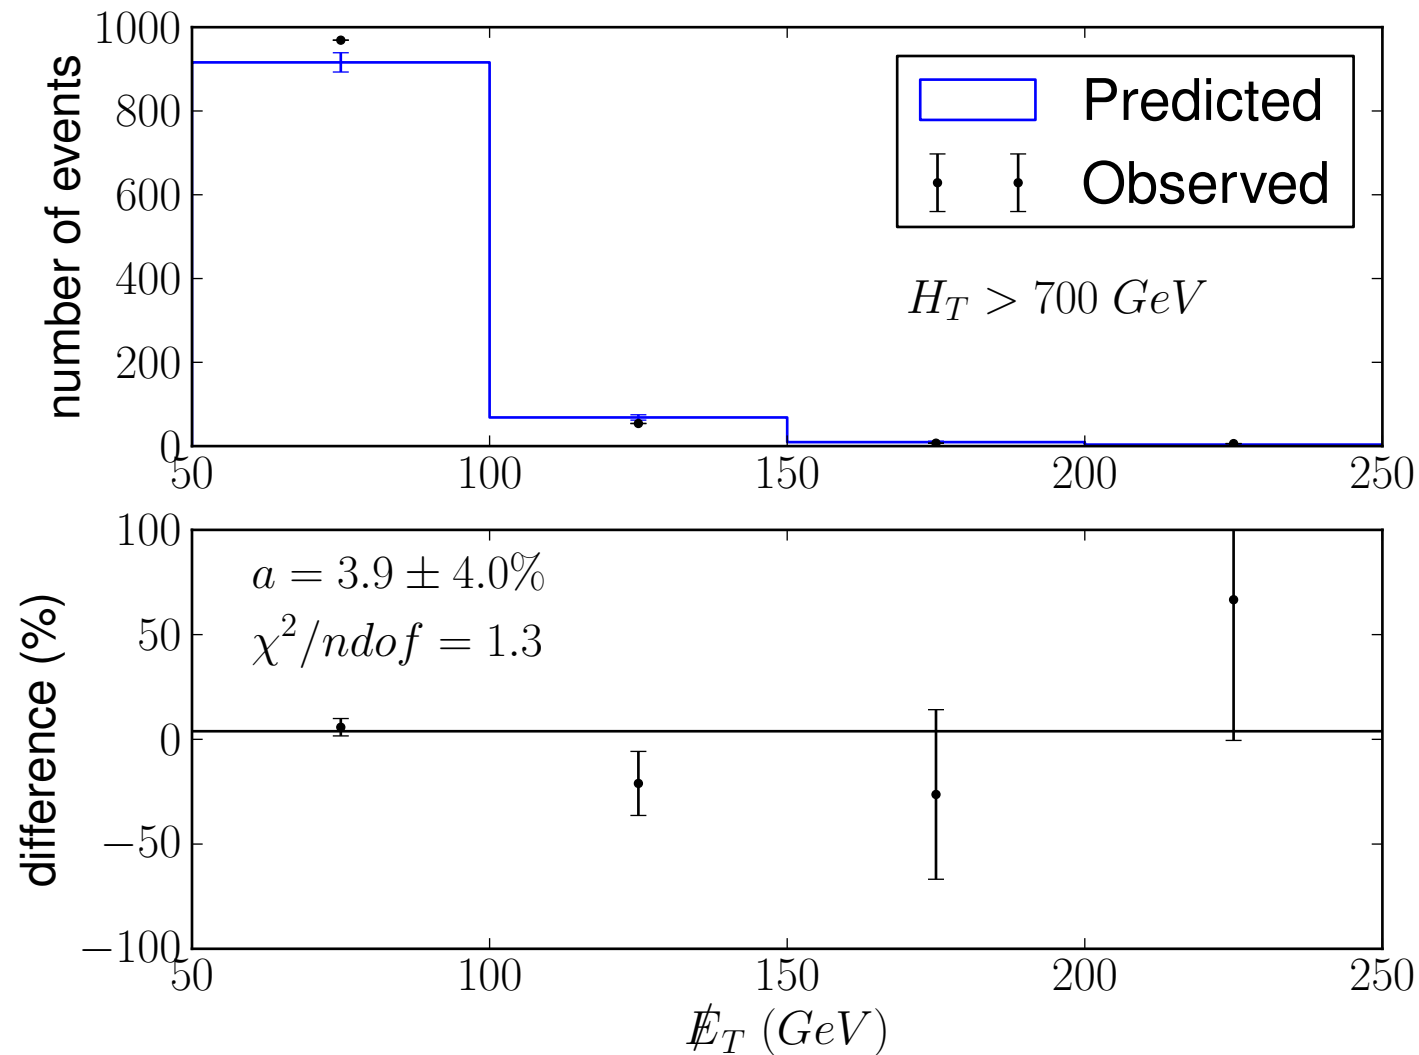 1000
800
600
400
200
0
number of events
Predicted
Observed
H_T > 700 GeV
50 100 150 200 250
100
50
0
−50
−100
difference (%)
a = 3.9 ± 4.0%
χ²/ndof = 1.3
50 100 150 200 250
E̸_T (GeV)